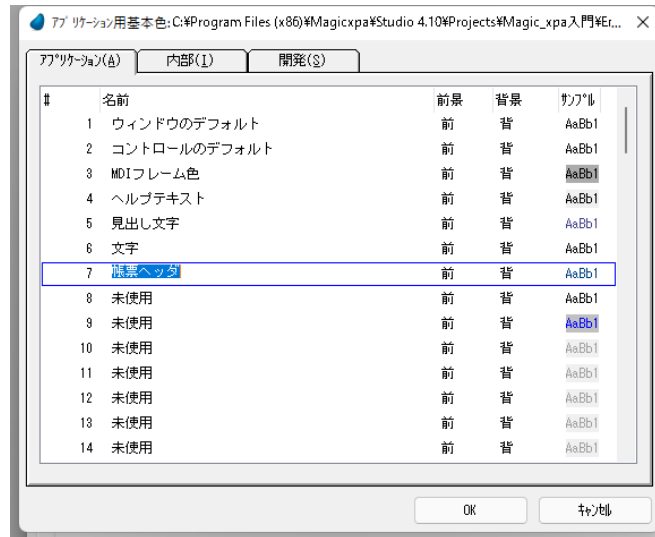 アプリケーション用基本色:C:¥Program Files (x86)¥Magicxpa¥Studio 4.10¥Projects¥Magic_xpa入門¥Er...
アプリケーション(A) 内部(I) 開発(S)
# 名前 前景 背景 サンプル
1 ウィンドウのデフォルト 前 背 AaBb1
2 コントロールのデフォルト 前 背 AaBb1
3 MDIフレーム色 前 背 AaBb1
4 ヘルプテキスト 前 背 AaBb1
5 見出し文字 前 背 AaBb1
6 文字 前 背 AaBb1
7 帳票ヘッダ 前 背 AaBb1
8 未使用 前 背 AaBb1
9 未使用 前 背 AaBb1
10 未使用 前 背 AaBb1
11 未使用 前 背 AaBb1
12 未使用 前 背 AaBb1
13 未使用 前 背 AaBb1
14 未使用 前 背 AaBb1
OK キャンセル